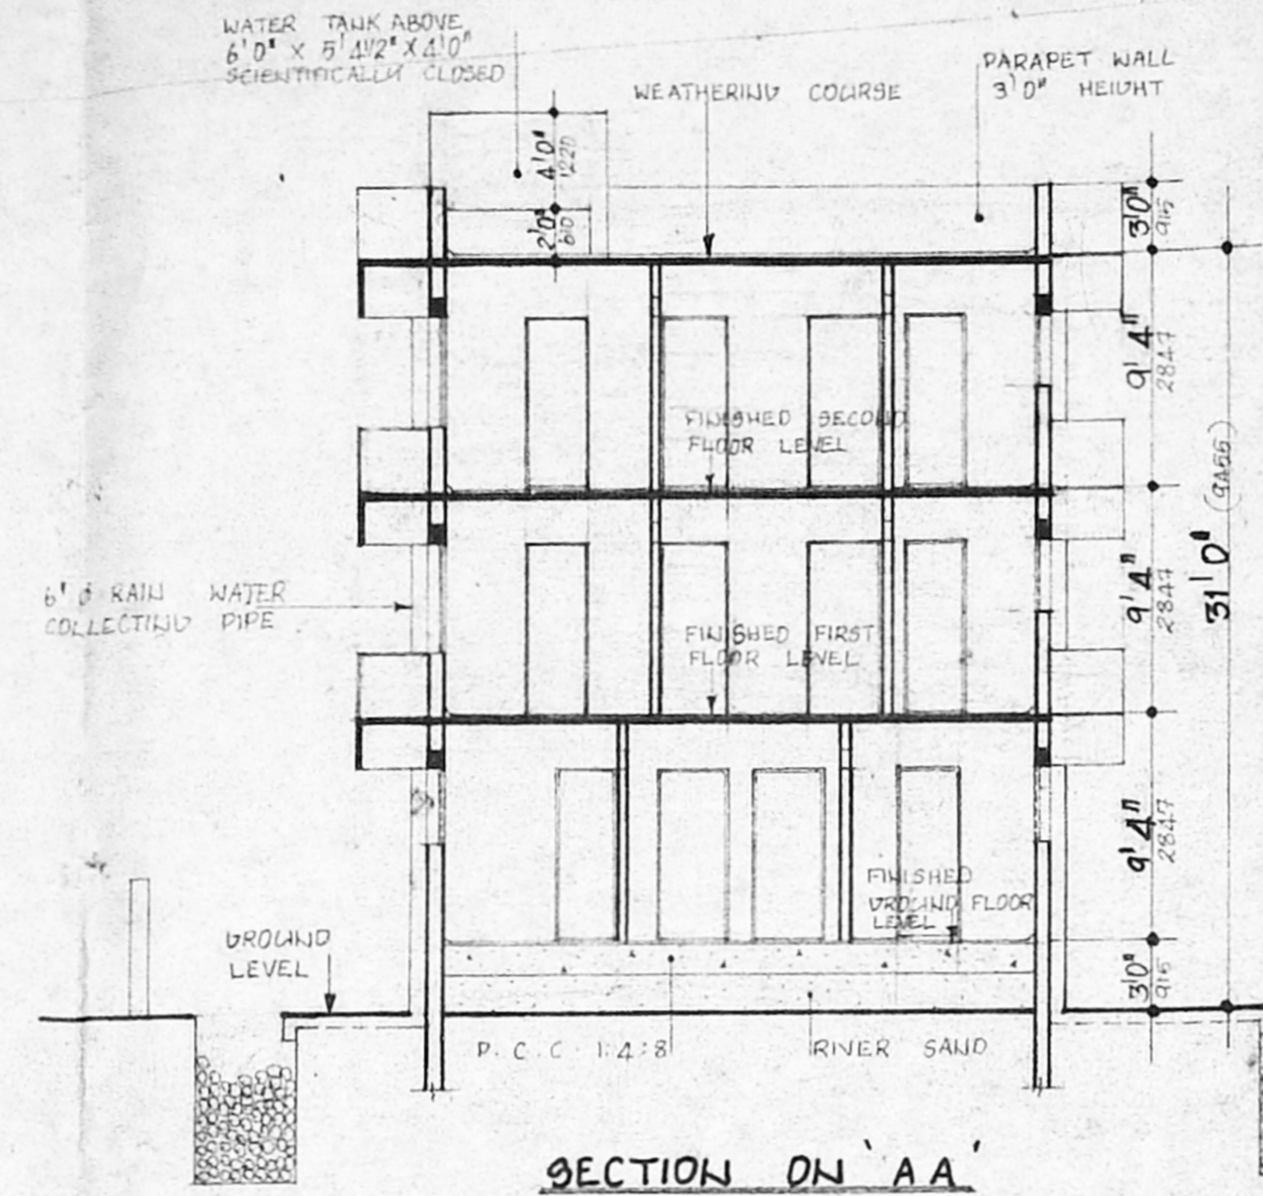 WATER TANK ABOVE
6'0" X 5'4 1/2" X 4'0"
SCIENTIFICALLY CLOSED
WEATHERING COURSE
PARAPET WALL
3'0" HEIGHT
4'0"
1220
2'0"
610
3'0"
915
9'4"
2847
FINISHED SECOND
FLOOR LEVEL
31'0"
9'4"
2847
6" Ø RAIN WATER
COLLECTING PIPE
FINISHED FIRST
FLOOR LEVEL
9'4"
2847
FINISHED
GROUND FLOOR
LEVEL
GROUND
LEVEL
3'0"
915
P. C. C 1:4:8
RIVER SAND
SECTION ON 'AA'